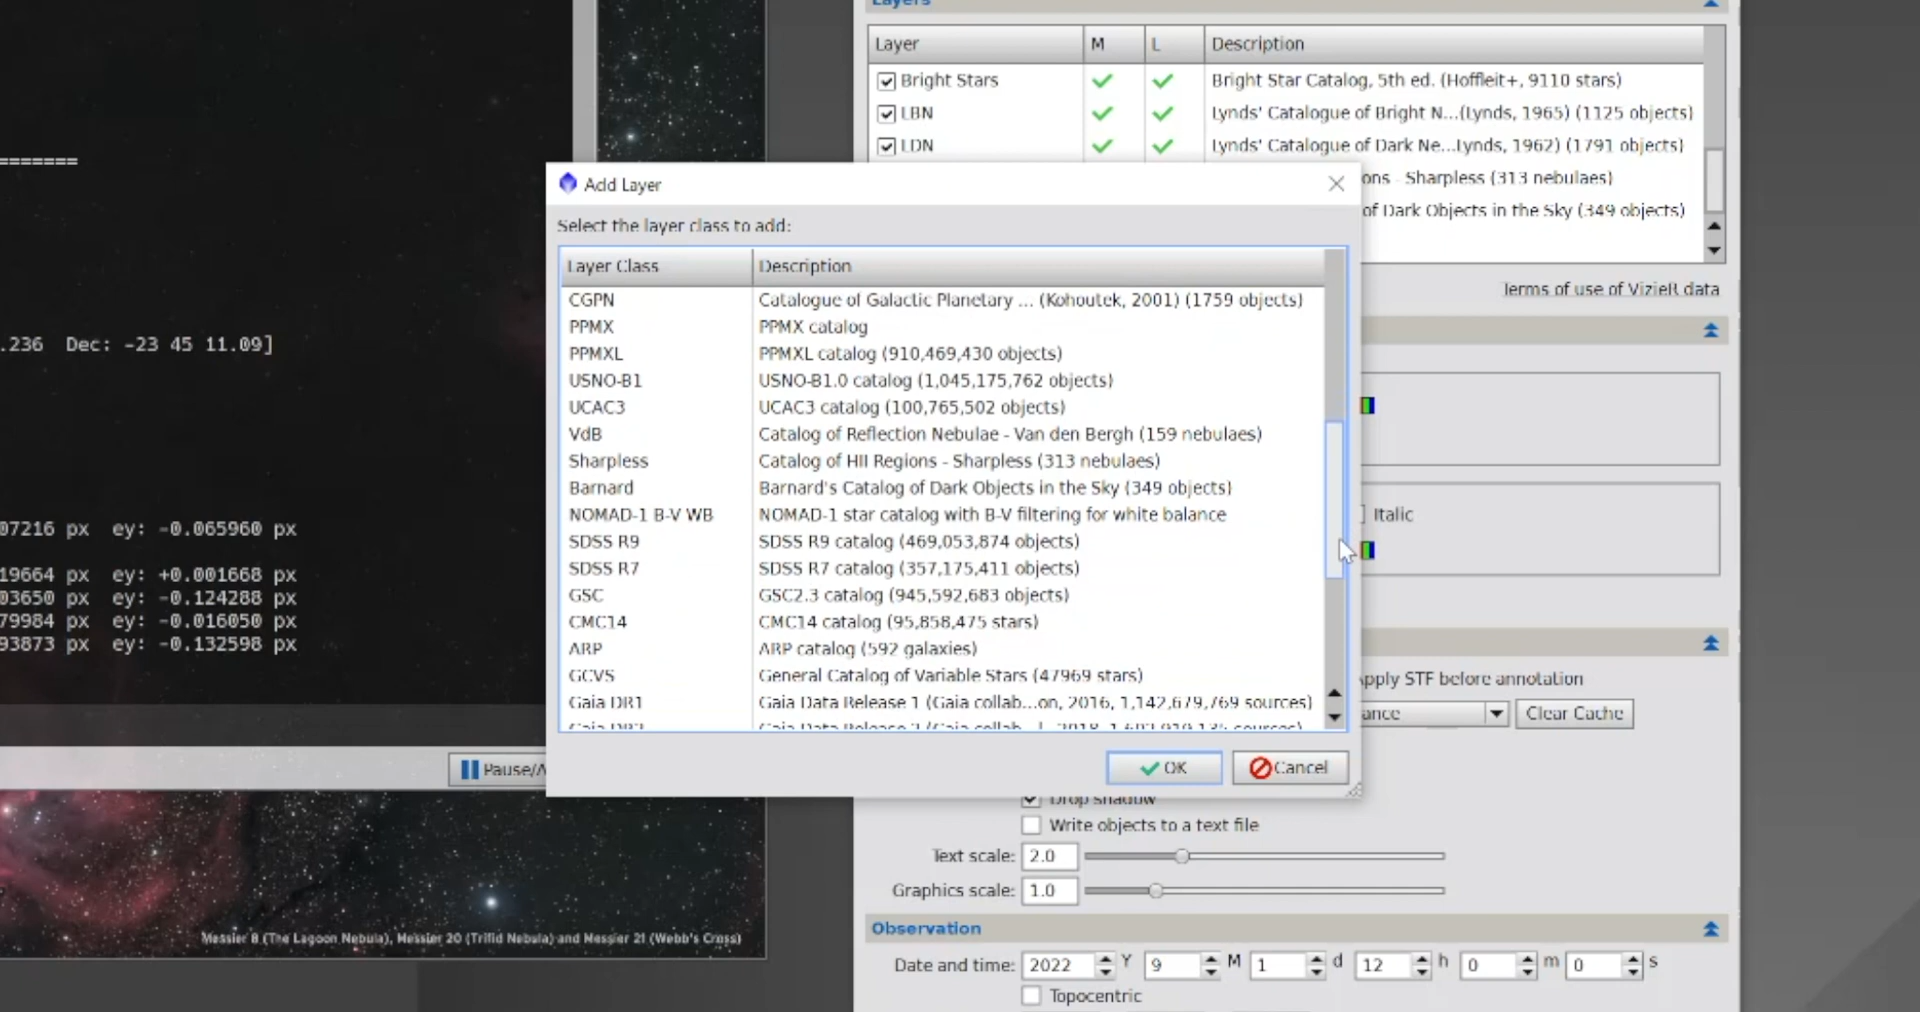 Layers
Layer M L Description
Bright Stars Bright Star Catalog, 5th ed. (Hoffleit+, 9110 stars)
LBN Lynds' Catalogue of Bright N...(Lynds, 1965) (1125 objects)
LDN Lynds' Catalogue of Dark Ne...Lynds, 1962) (1791 objects)
ons - Sharpless (313 nebulaes)
of Dark Objects in the Sky (349 objects)
Terms of use of VizieR data
=======
.236 Dec: -23 45 11.09]
07216 px ey: -0.065960 px
19664 px ey: +0.001668 px
03650 px ey: -0.124288 px
79984 px ey: -0.016050 px
93873 px ey: -0.132598 px
Pause/A
Add Layer
Select the layer class to add:
Layer Class Description
CGPN Catalogue of Galactic Planetary ... (Kohoutek, 2001) (1759 objects)
PPMX PPMX catalog
PPMXL PPMXL catalog (910,469,430 objects)
USNO-B1 USNO-B1.0 catalog (1,045,175,762 objects)
UCAC3 UCAC3 catalog (100,765,502 objects)
VdB Catalog of Reflection Nebulae - Van den Bergh (159 nebulaes)
Sharpless Catalog of HII Regions - Sharpless (313 nebulaes)
Barnard Barnard's Catalog of Dark Objects in the Sky (349 objects)
NOMAD-1 B-V WB NOMAD-1 star catalog with B-V filtering for white balance
SDSS R9 SDSS R9 catalog (469,053,874 objects)
SDSS R7 SDSS R7 catalog (357,175,411 objects)
GSC GSC2.3 catalog (945,592,683 objects)
CMC14 CMC14 catalog (95,858,475 stars)
ARP ARP catalog (592 galaxies)
GCVS General Catalog of Variable Stars (47969 stars)
Gaia DR1 Gaia Data Release 1 (Gaia collab...on, 2016, 1,142,679,769 sources)
OK Cancel
Italic
pply STF before annotation
ance Clear Cache
Drop shadow
Write objects to a text file
Text scale: 2.0
Graphics scale: 1.0
Observation
Date and time: 2022 Y 9 M 1 d 12 h 0 m 0 s
Topocentric
Messier 8 (The Lagoon Nebula), Messier 20 (Trifid Nebula) and Messier 21 (Webb's Cross)